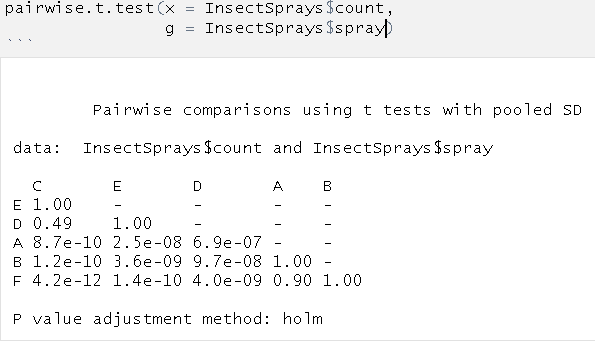 pairwise.t.test(x = InsectSprays$count,
                g = InsectSprays$spray)
```
        Pairwise comparisons using t tests with pooled SD
data:  InsectSprays$count and InsectSprays$spray
  C       E       D       A    B
E 1.00    -       -       -    -
D 0.49    1.00    -       -    -
A 8.7e-10 2.5e-08 6.9e-07 -    -
B 1.2e-10 3.6e-09 9.7e-08 1.00 -
F 4.2e-12 1.4e-10 4.0e-09 0.90 1.00
P value adjustment method: holm